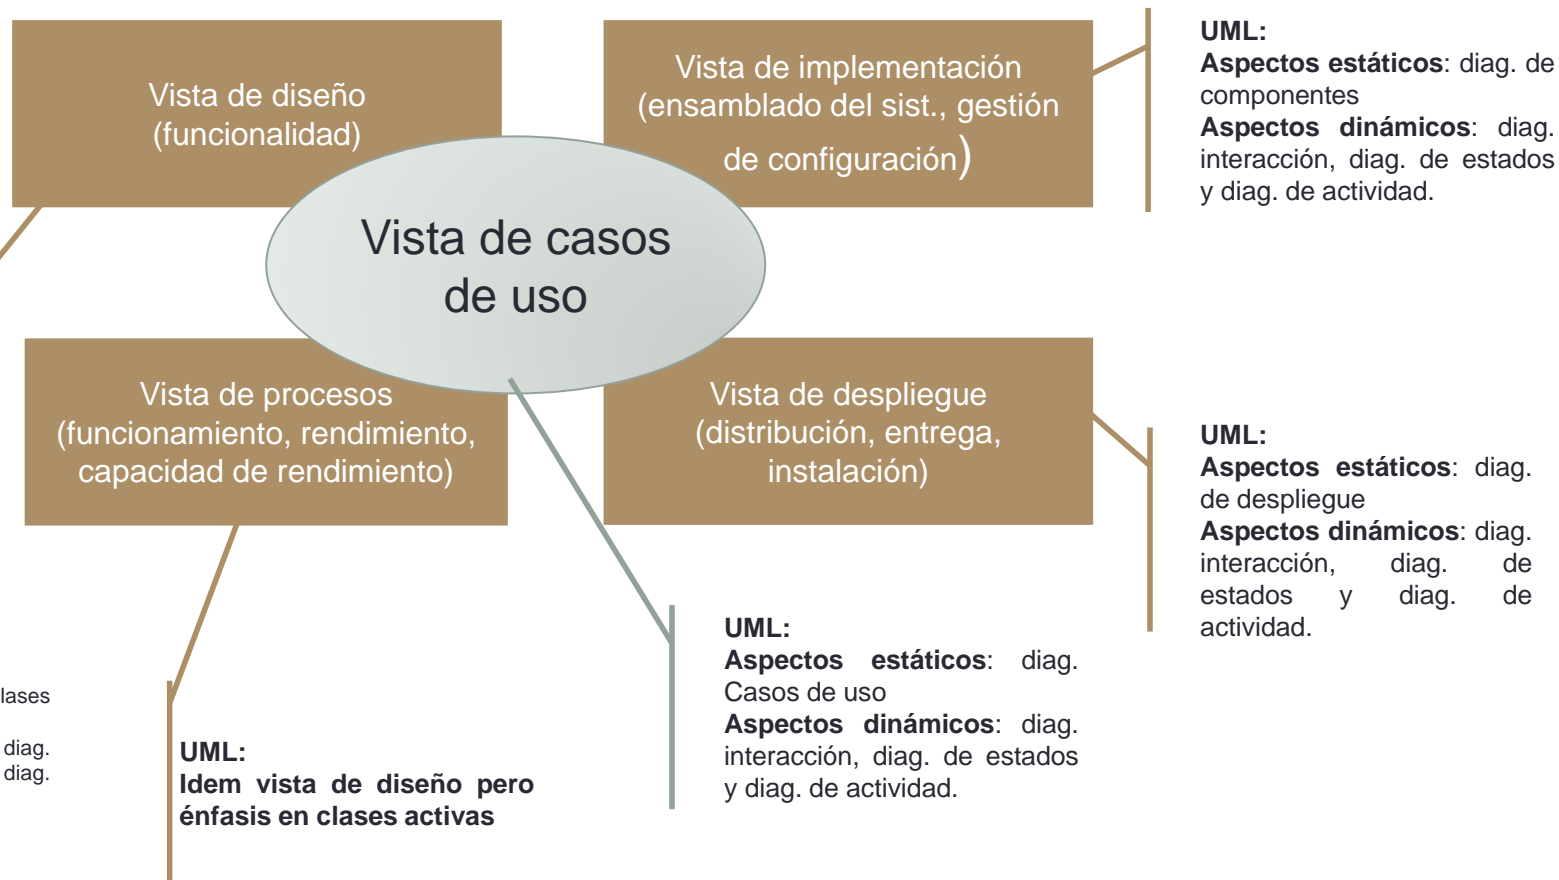 Vista de diseño
(funcionalidad)
Vista de implementación
(ensamblado del sist., gestión
de configuración)
UML:
Aspectos estáticos: diag. de
componentes
Aspectos dinámicos: diag.
interacción, diag. de estados
y diag. de actividad.
Vista de casos
de uso
Vista de procesos
(funcionamiento, rendimiento,
capacidad de rendimiento)
Vista de despliegue
(distribución, entrega,
instalación)
UML:
Aspectos estáticos: diag.
de despliegue
Aspectos dinámicos: diag.
interacción, diag. de
estados y diag. de
actividad.
lases
diag.
diag.
UML:
Idem vista de diseño pero
énfasis en clases activas
UML:
Aspectos estáticos: diag.
Casos de uso
Aspectos dinámicos: diag.
interacción, diag. de estados
y diag. de actividad.